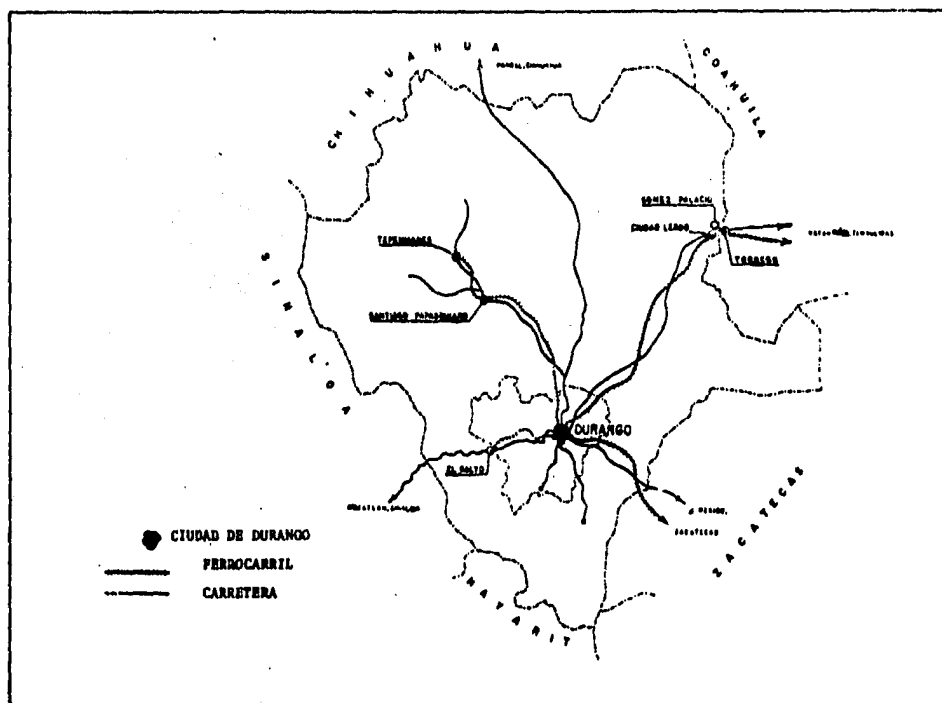 CHIHUAHUA
COAHUILA
GOMEZ PALACIO
CIUDAD LERDO
TORREON
TEPEHUANES
SANTIAGO PAPASQUIARO
SINALOA
DURANGO
EL SALTO
ZACATECAS
ZACATECAS
NAYARIT
CIUDAD DE DURANGO
FERROCARRIL
CARRETERA